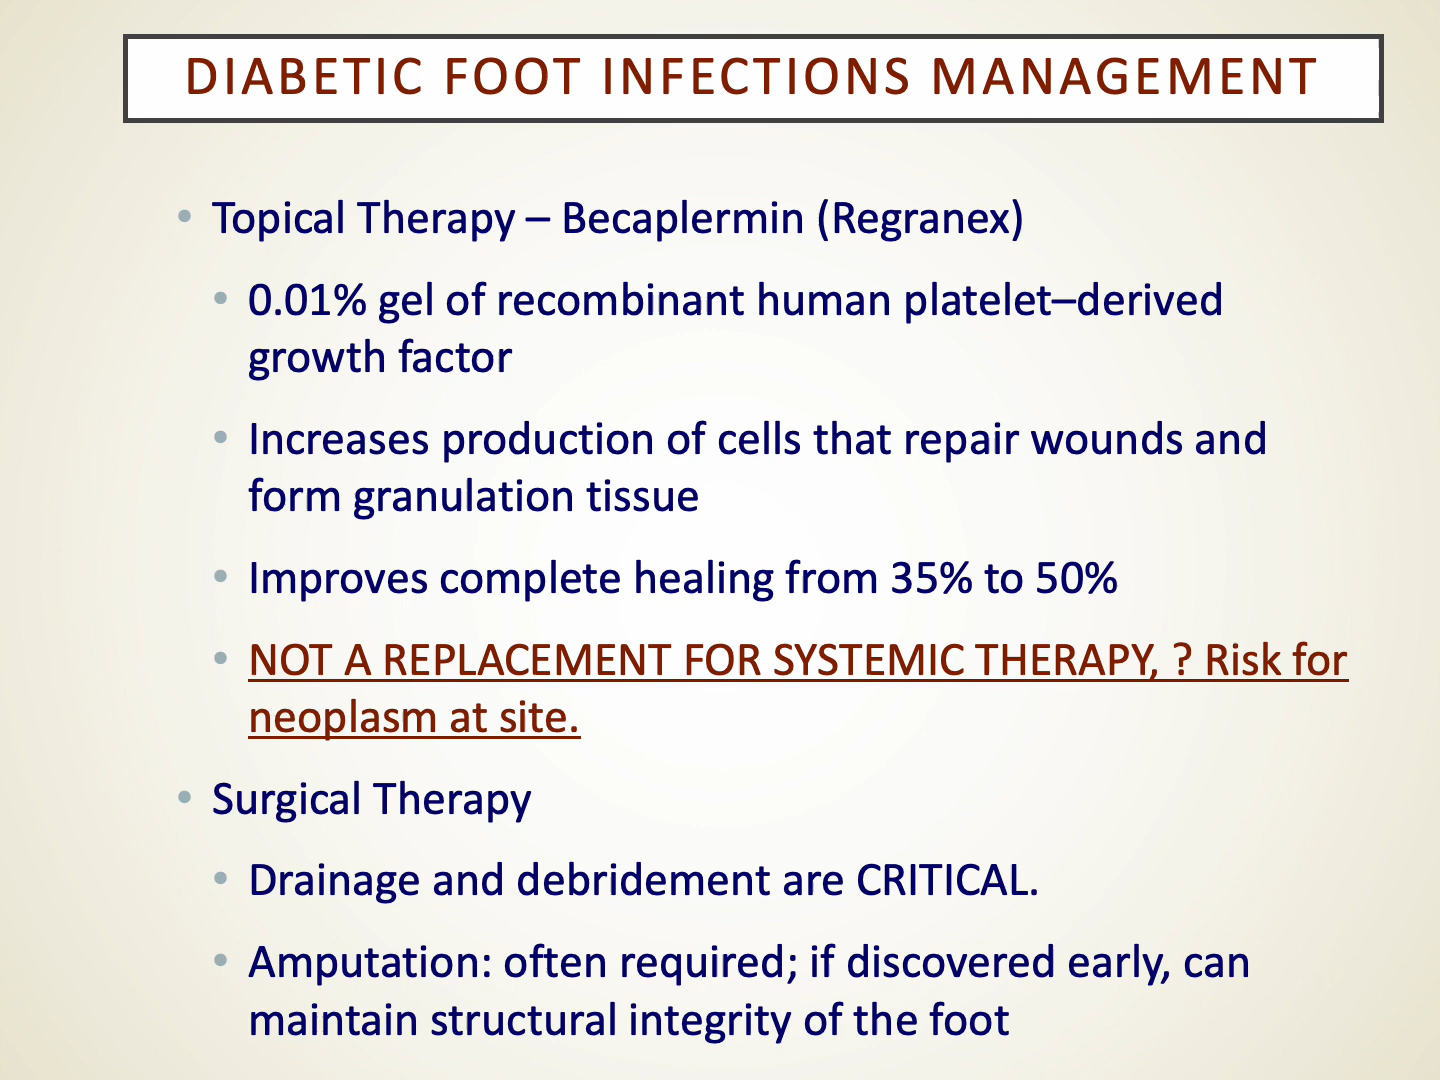 DIABETIC FOOT INFECTIONS MANAGEMENT
• Topical Therapy – Becaplermin (Regranex)
• 0.01% gel of recombinant human platelet–derived
growth factor
• Increases production of cells that repair wounds and
form granulation tissue
• Improves complete healing from 35% to 50%
• NOT A REPLACEMENT FOR SYSTEMIC THERAPY, ? Risk for
neoplasm at site.
• Surgical Therapy
• Drainage and debridement are CRITICAL.
• Amputation: often required; if discovered early, can
maintain structural integrity of the foot